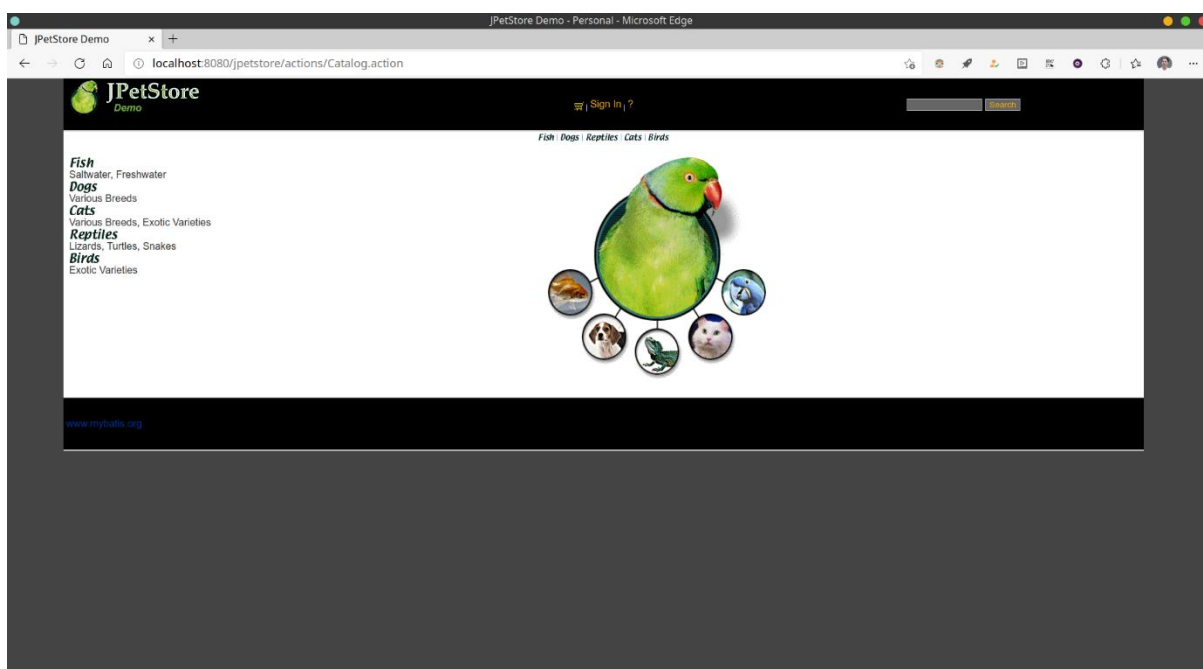 JPetStore Demo - Personal - Microsoft Edge
JPetStore Demo
localhost:8080/jpetstore/actions/Catalog.action
JPetStore
Demo
Sign In | ?
Search
Fish | Dogs | Reptiles | Cats | Birds
Fish
Saltwater, Freshwater
Dogs
Various Breeds
Cats
Various Breeds, Exotic Varieties
Reptiles
Lizards, Turtles, Snakes
Birds
Exotic Varieties
www.mybatis.org